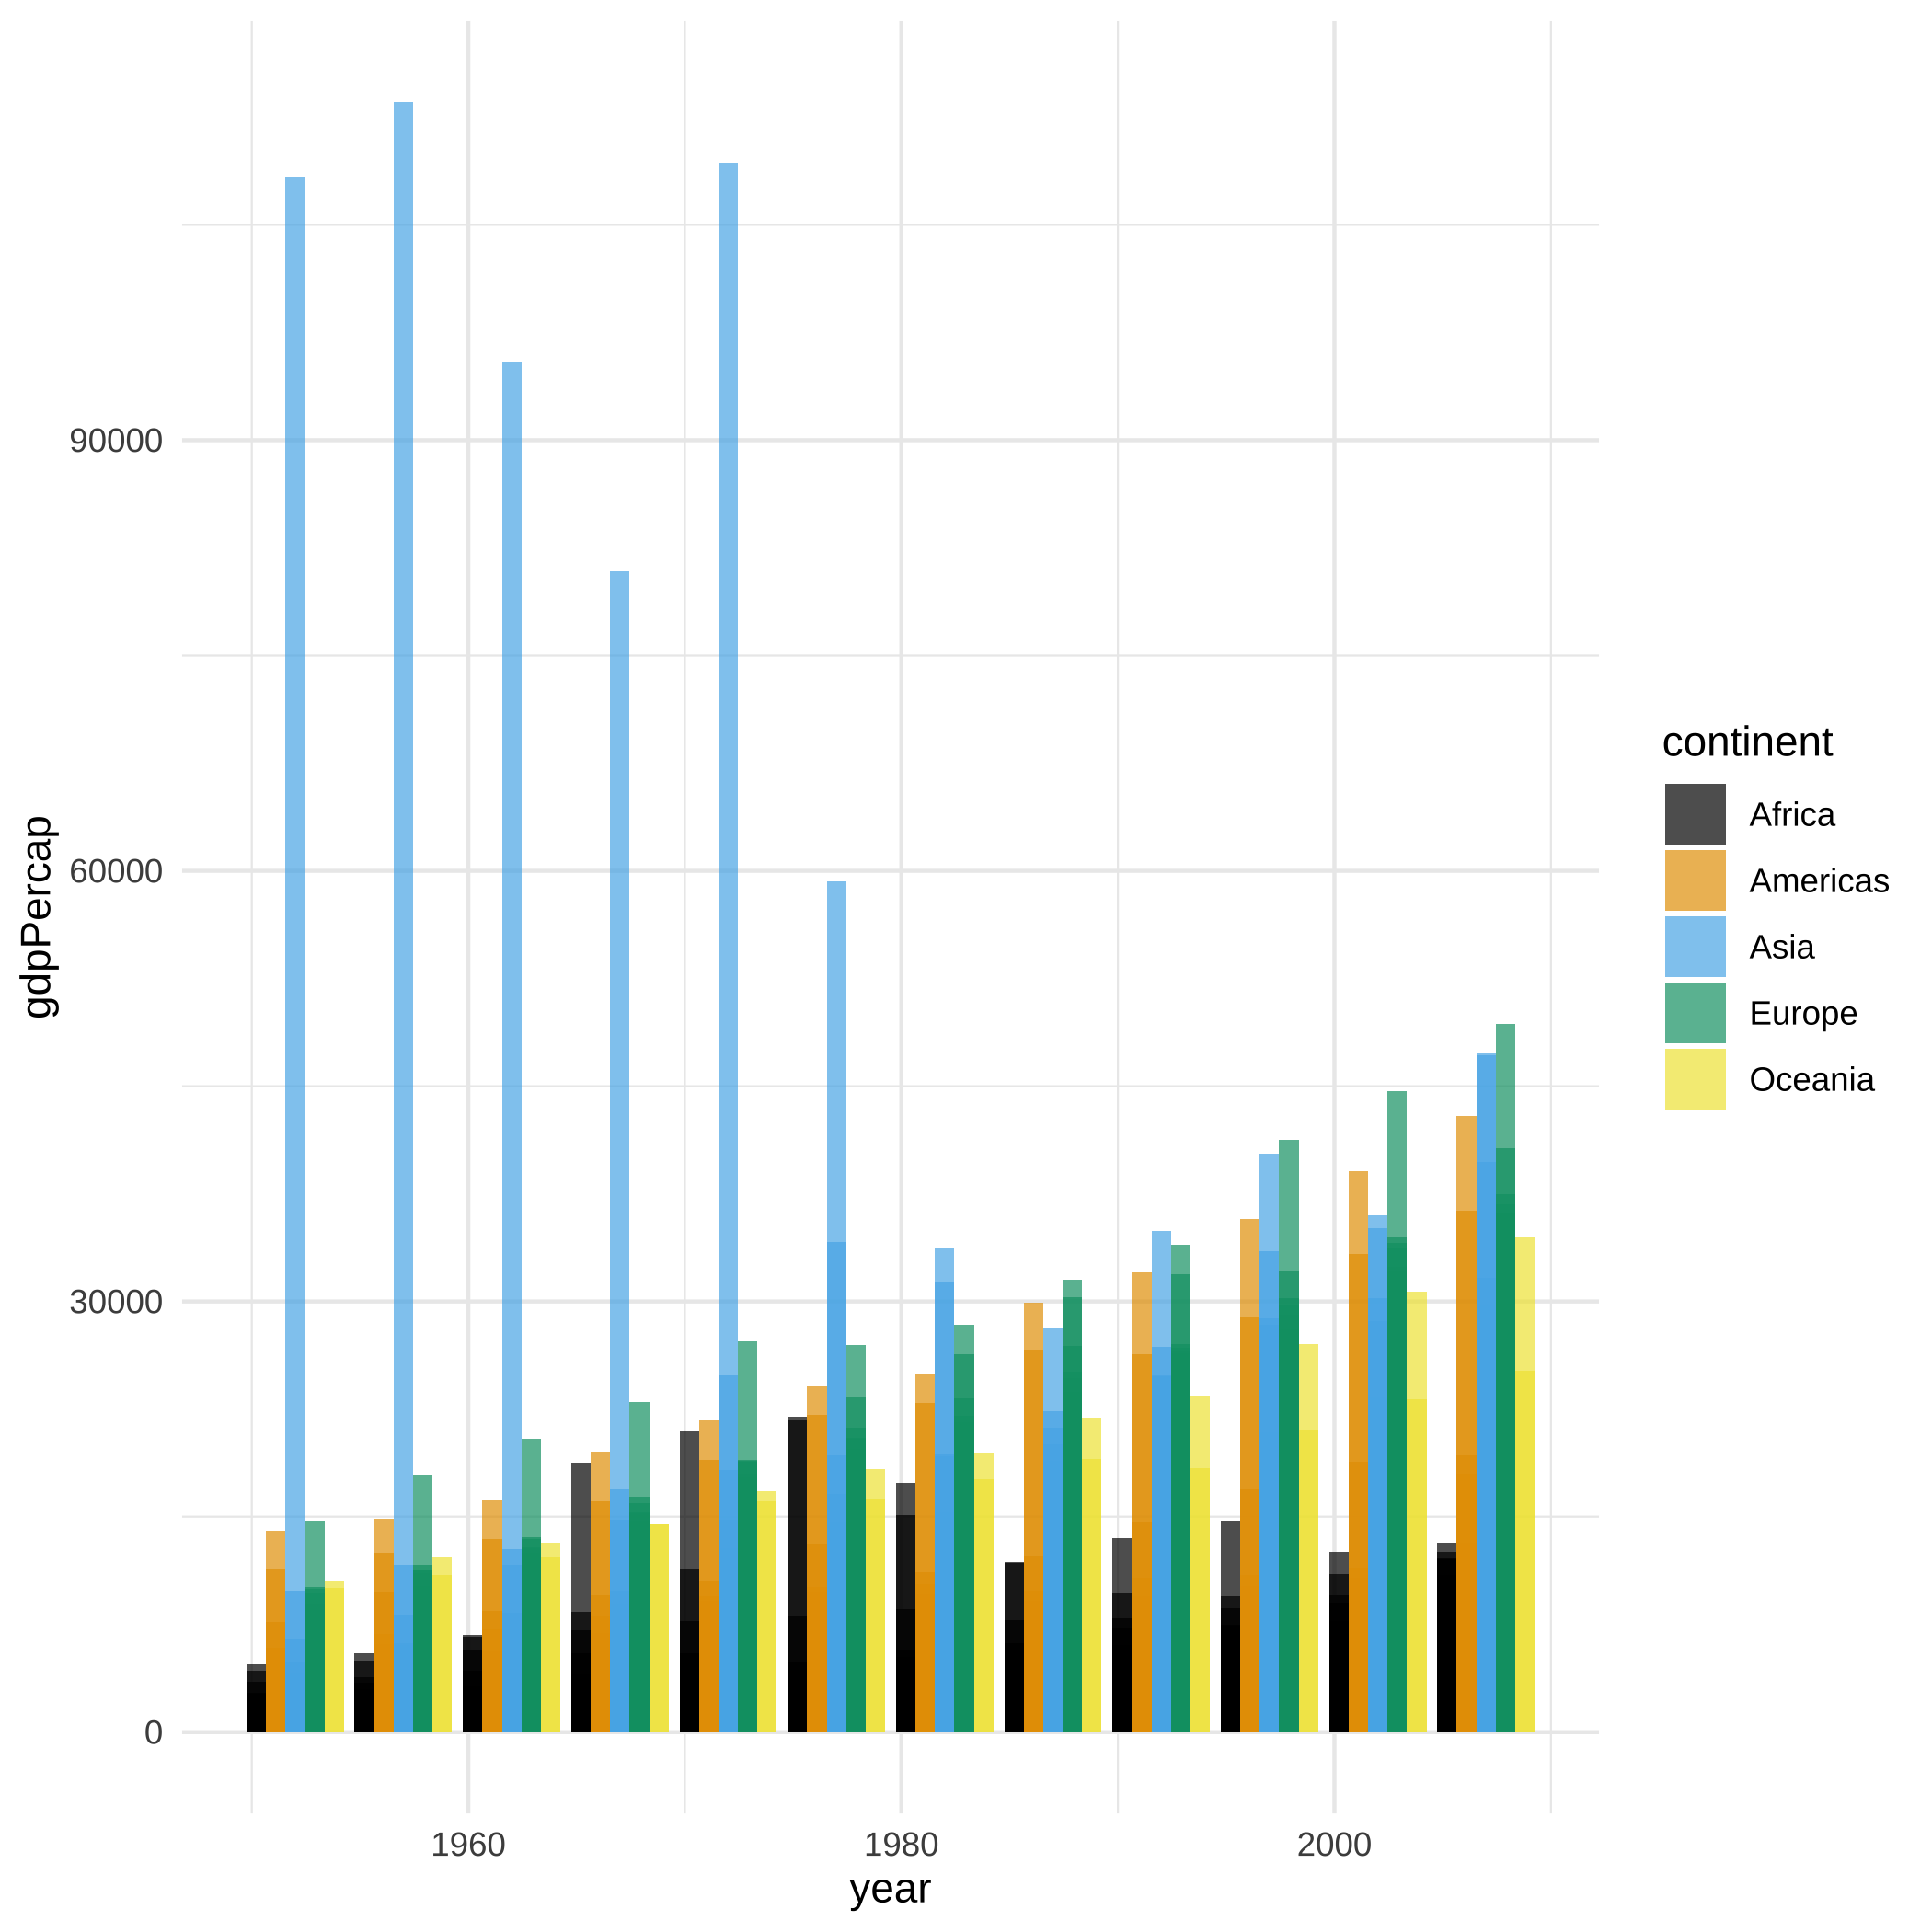 90000
60000
30000
0
gdpPercap
1960
1980
2000
year
continent
Africa
Americas
Asia
Europe
Oceania